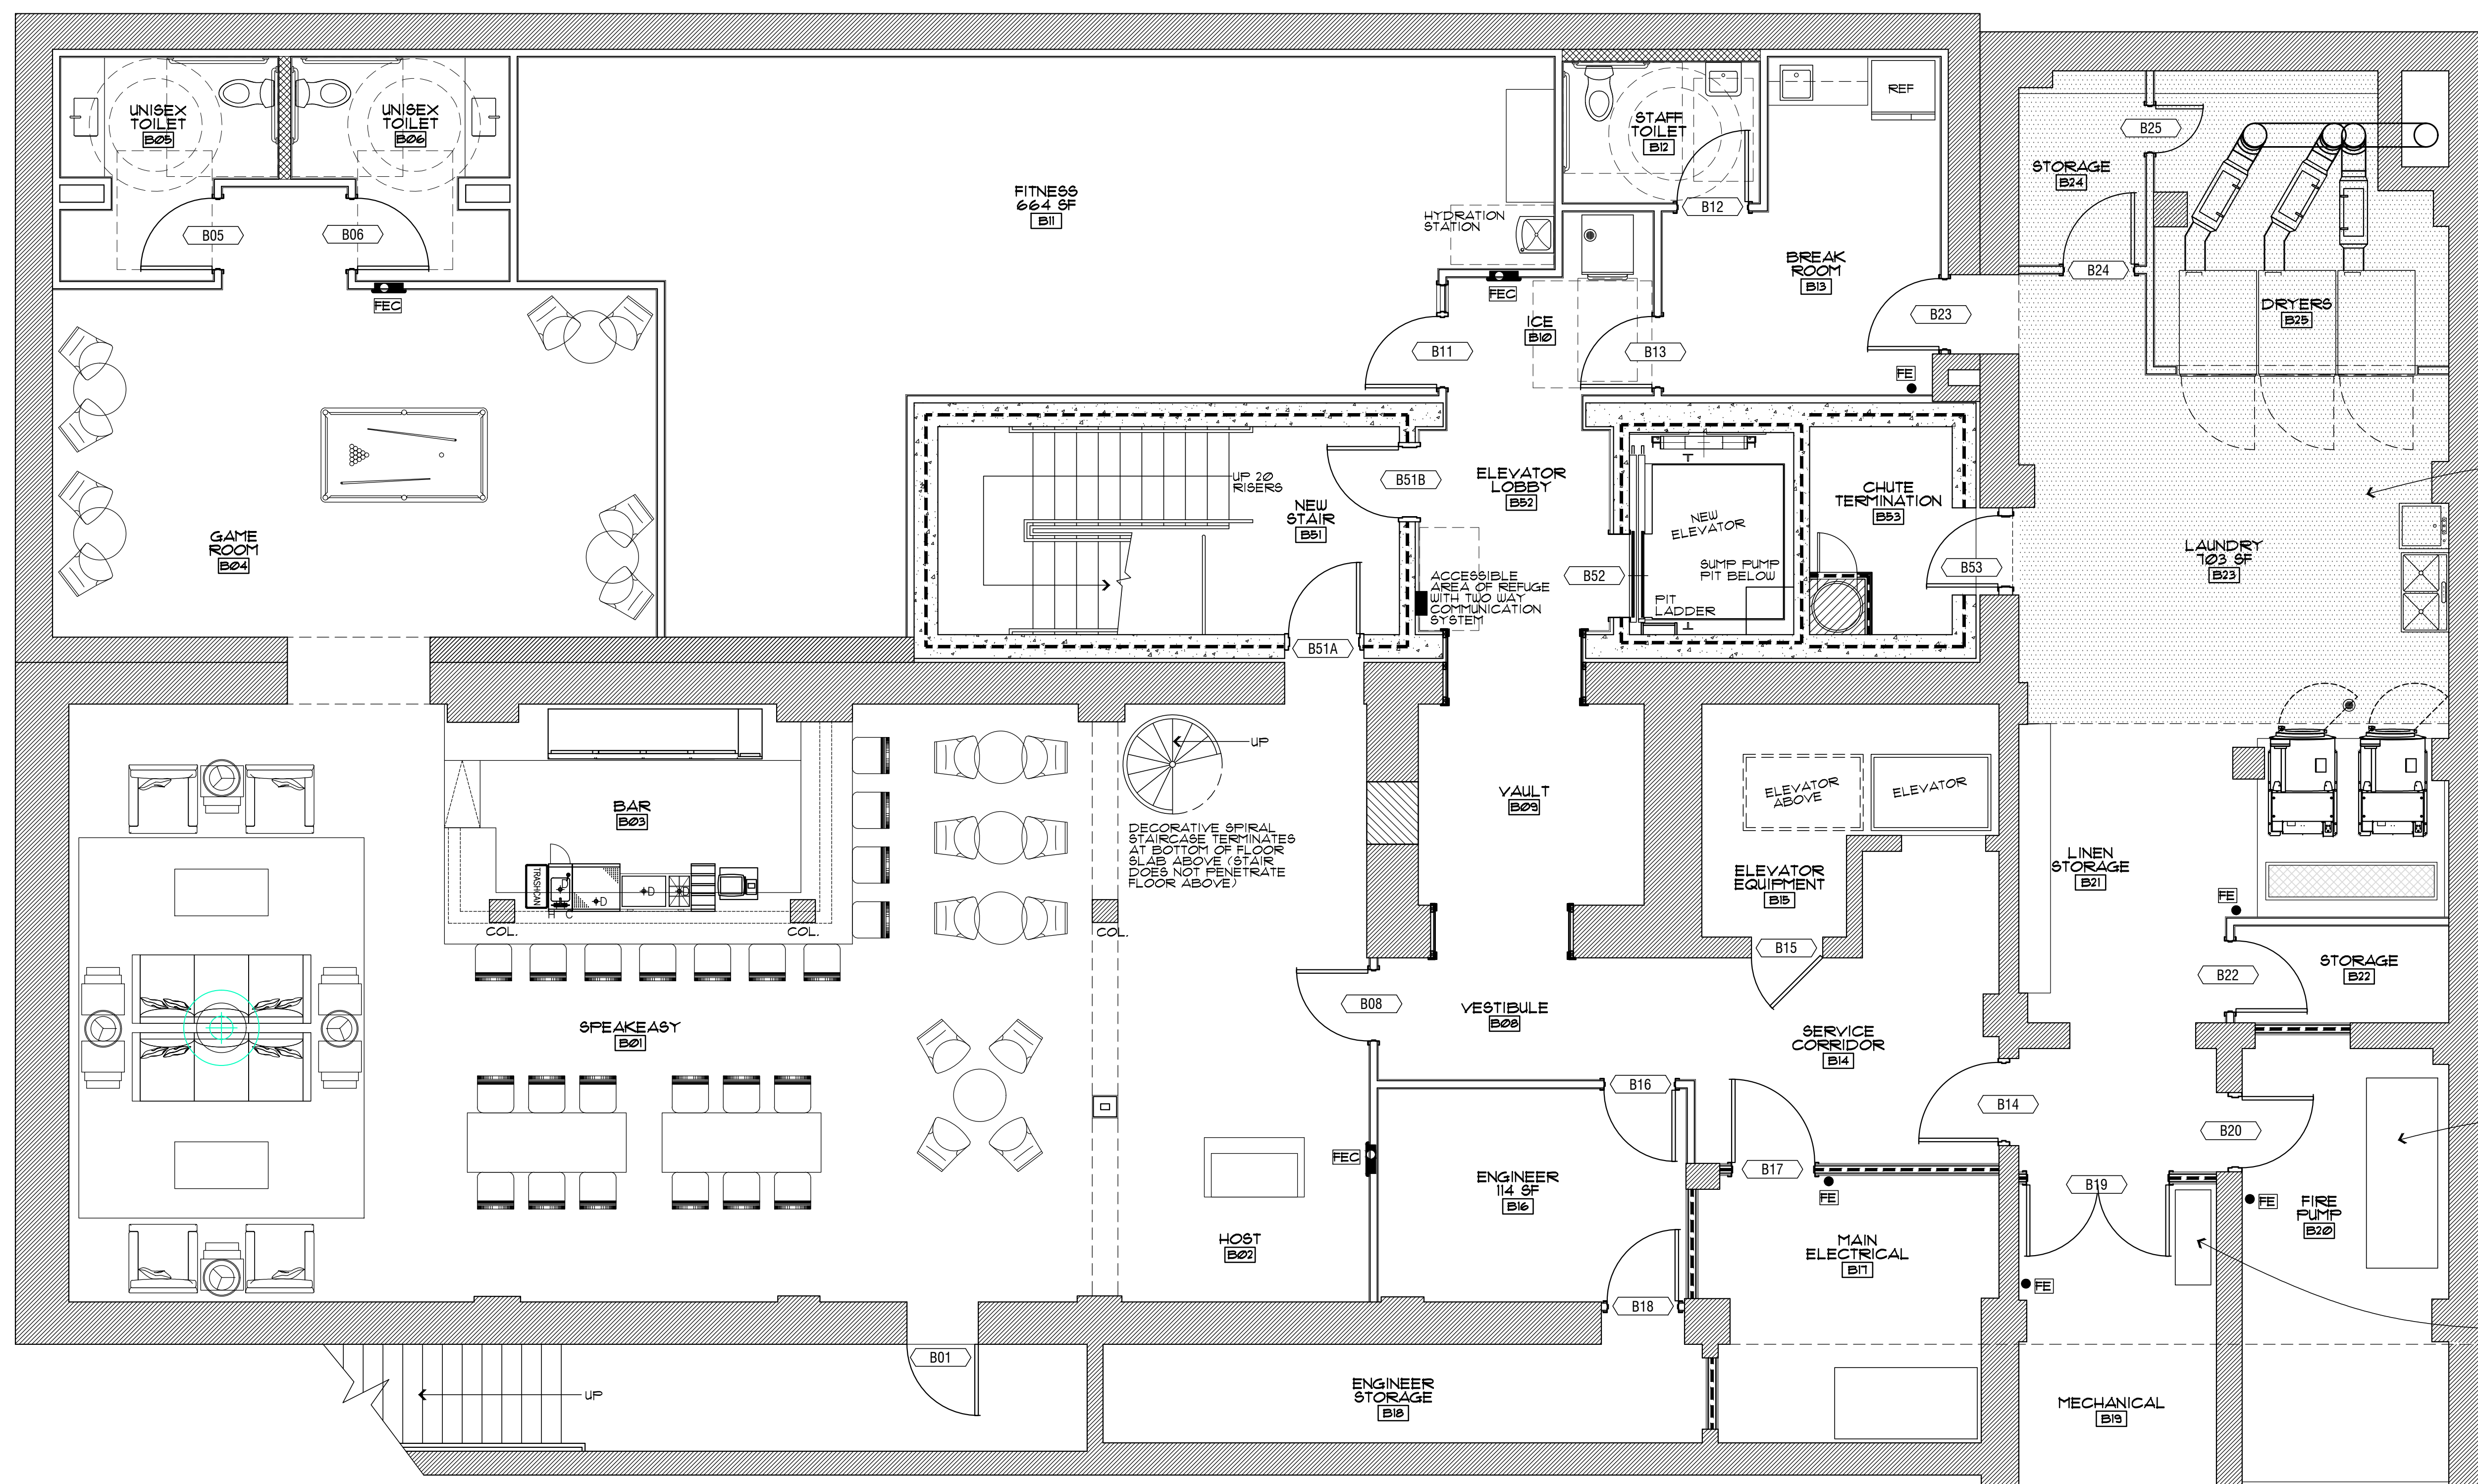 UNISEX
TOILET
B05
UNISEX
TOILET
B06
B05
B06
FEC
FITNESS
664 SF
B11
HYDRATION
STATION
FEC
STAFF
TOILET
B12
B12
REF
BREAK
ROOM
B13
ICE
B10
B11
B13
B23
FE
STORAGE
B24
B25
B24
DRYERS
B25
GAME
ROOM
B04
UP 20
RISERS
NEW
STAIR
B51
B51B
B51A
ELEVATOR
LOBBY
B52
ACCESSIBLE
AREA OF REFUGE
WITH TWO WAY
COMMUNICATION
SYSTEM
B52
NEW
ELEVATOR
SUMP PUMP
PIT BELOW
PIT
LADDER
CHUTE
TERMINATION
B53
B53
LAUNDRY
703 SF
B23
BAR
B03
TRASHCAN
D
D
D
D
H C
COL.
COL.
COL.
UP
DECORATIVE SPIRAL
STAIRCASE TERMINATES
AT BOTTOM OF FLOOR
SLAB ABOVE (STAIR
DOES NOT PENETRATE
FLOOR ABOVE)
VAULT
B09
ELEVATOR
ABOVE
ELEVATOR
ELEVATOR
EQUIPMENT
B15
B15
LINEN
STORAGE
B21
FE
B22
STORAGE
B22
SPEAKEASY
B01
B08
VESTIBULE
B08
SERVICE
CORRIDOR
B14
B14
B16
B17
FE
FEC
ENGINEER
114 SF
B16
HOST
B02
MAIN
ELECTRICAL
B17
B18
B19
B20
FE
FIRE
PUMP
B20
FE
B01
UP
ENGINEER
STORAGE
B18
MECHANICAL
B19